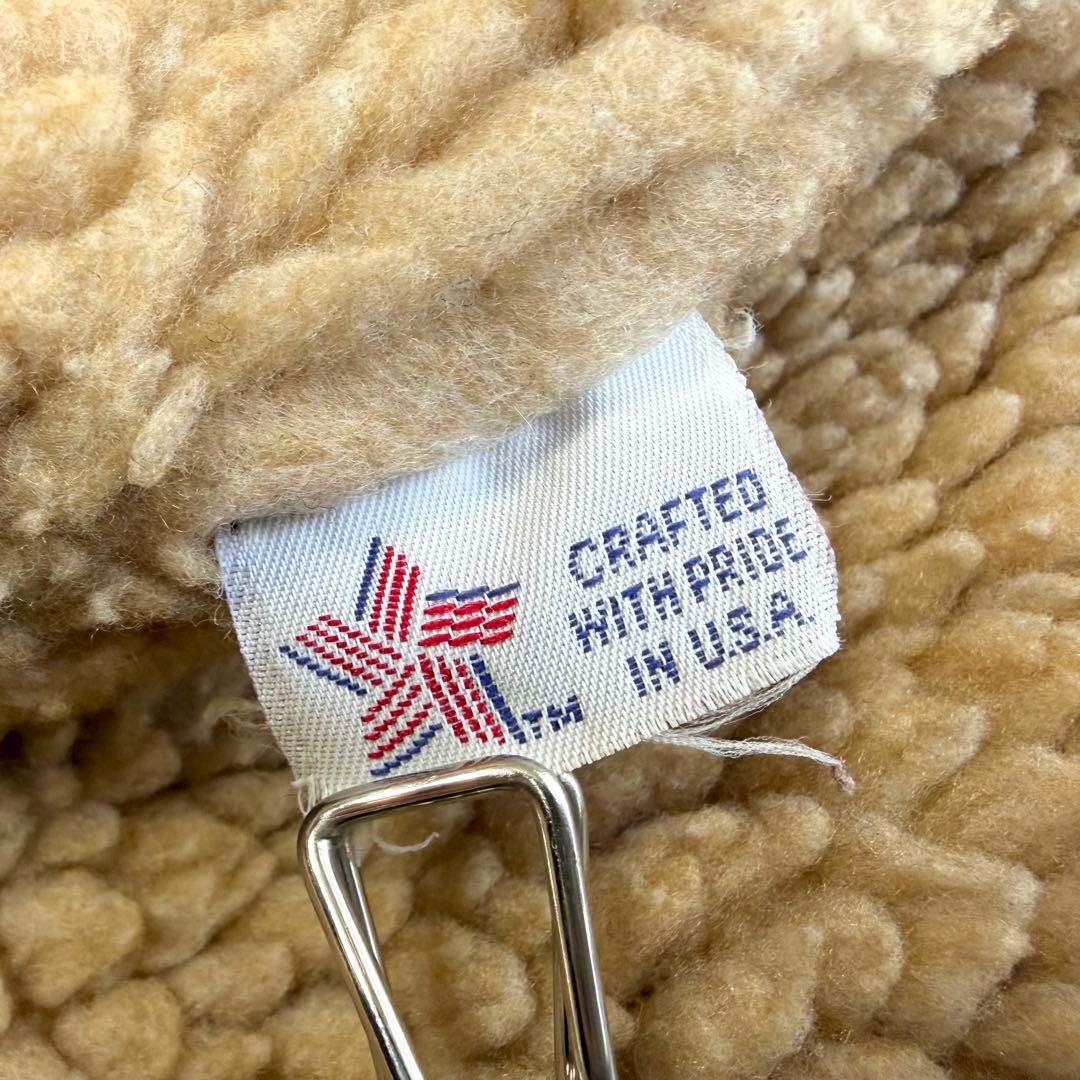 CRAFTED
WITH PRIDE
IN U.S.A.
TM